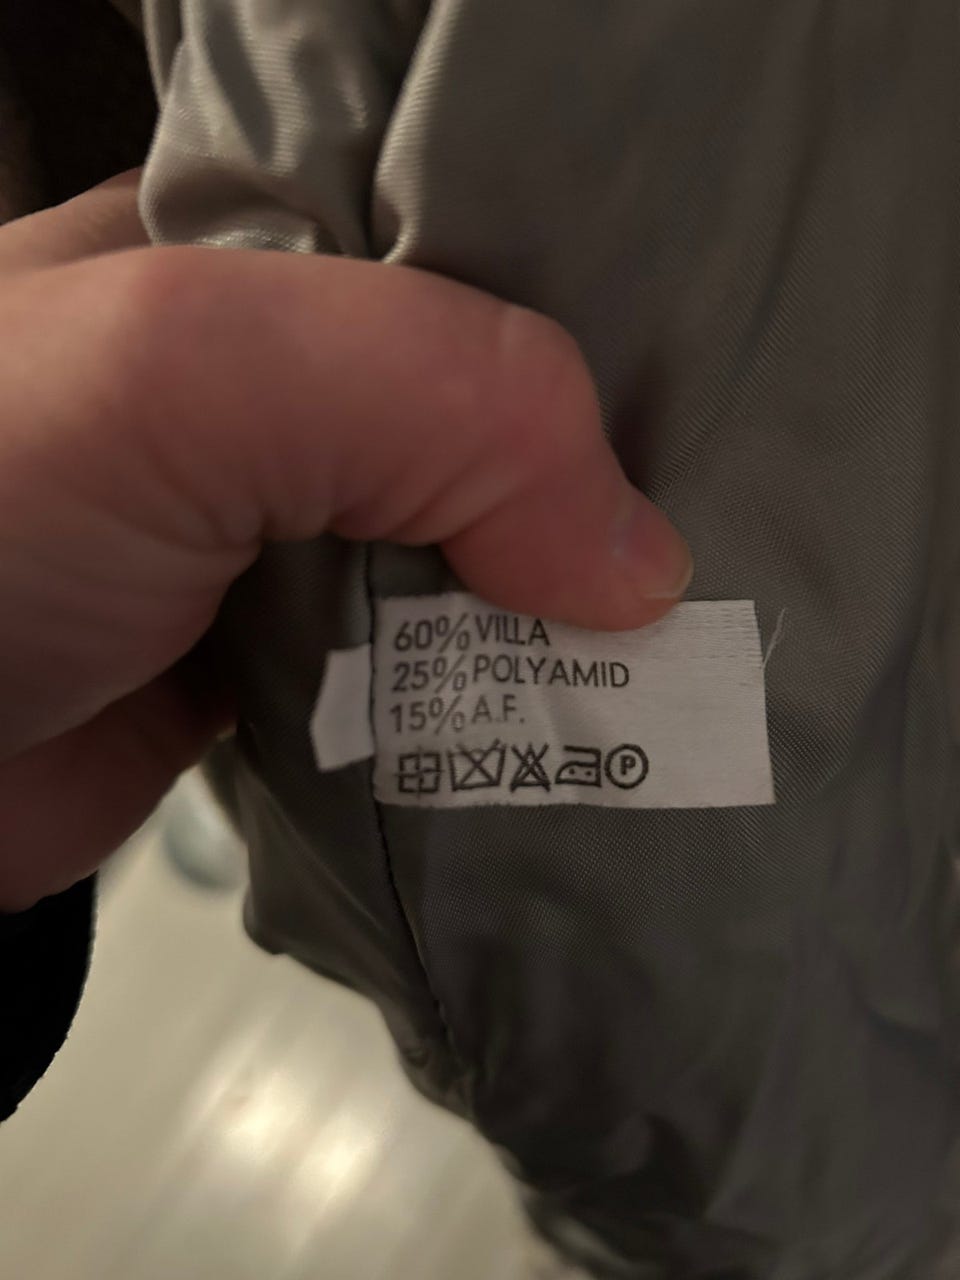 60% VILLA
25% POLYAMID
15% A.F.
P